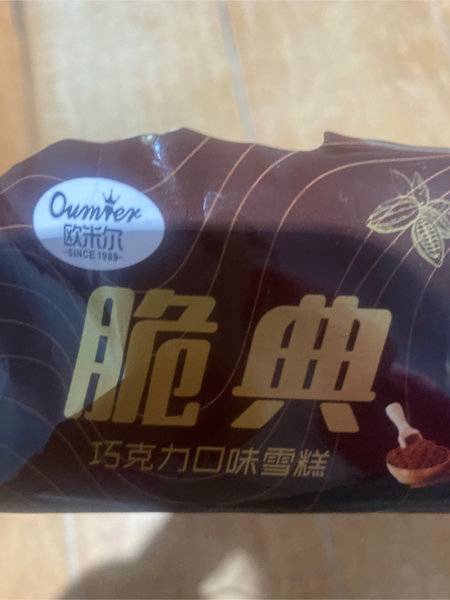 Oumier
欧米尔
SINCE 1989
脆典
巧克力口味雪糕